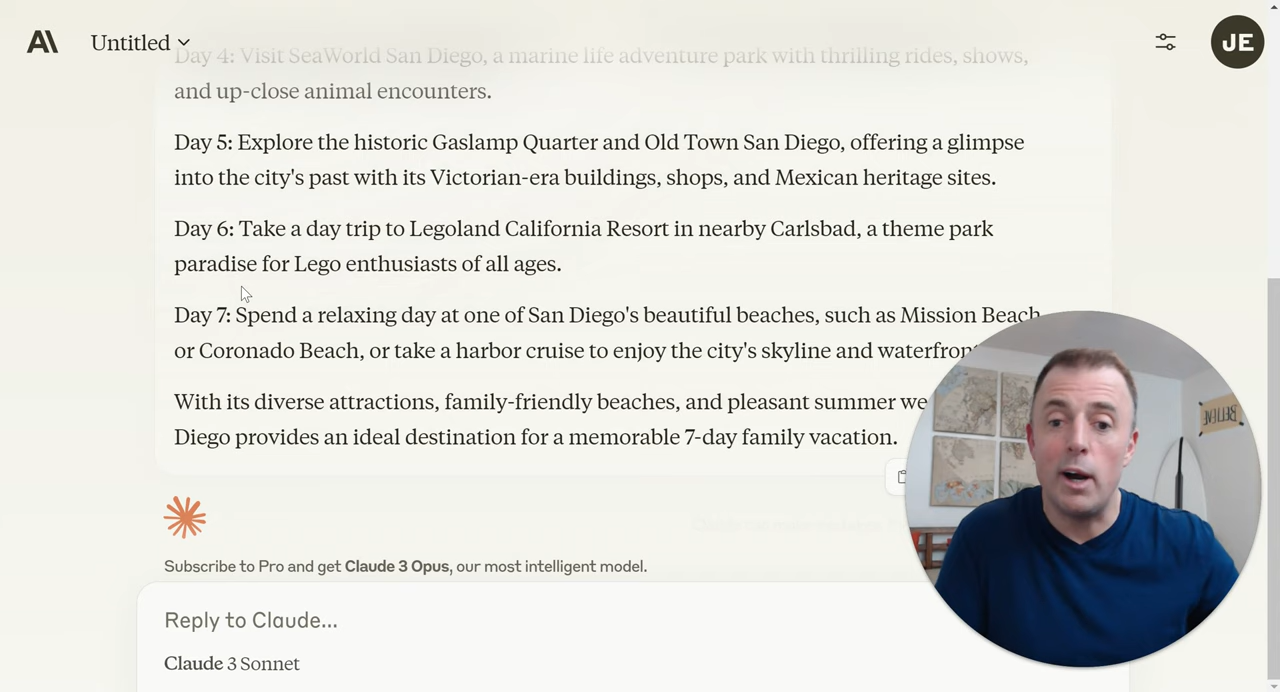 Untitled
JE
Day 4: Visit SeaWorld San Diego, a marine life adventure park with thrilling rides, shows,
and up-close animal encounters.
Day 5: Explore the historic Gaslamp Quarter and Old Town San Diego, offering a glimpse
into the city's past with its Victorian-era buildings, shops, and Mexican heritage sites.
Day 6: Take a day trip to Legoland California Resort in nearby Carlsbad, a theme park
paradise for Lego enthusiasts of all ages.
Day 7: Spend a relaxing day at one of San Diego's beautiful beaches, such as Mission Beach
or Coronado Beach, or take a harbor cruise to enjoy the city's skyline and waterfront
With its diverse attractions, family-friendly beaches, and pleasant summer we
Diego provides an ideal destination for a memorable 7-day family vacation.
BELIEVE
Subscribe to Pro and get Claude 3 Opus, our most intelligent model.
Reply to Claude...
Claude 3 Sonnet